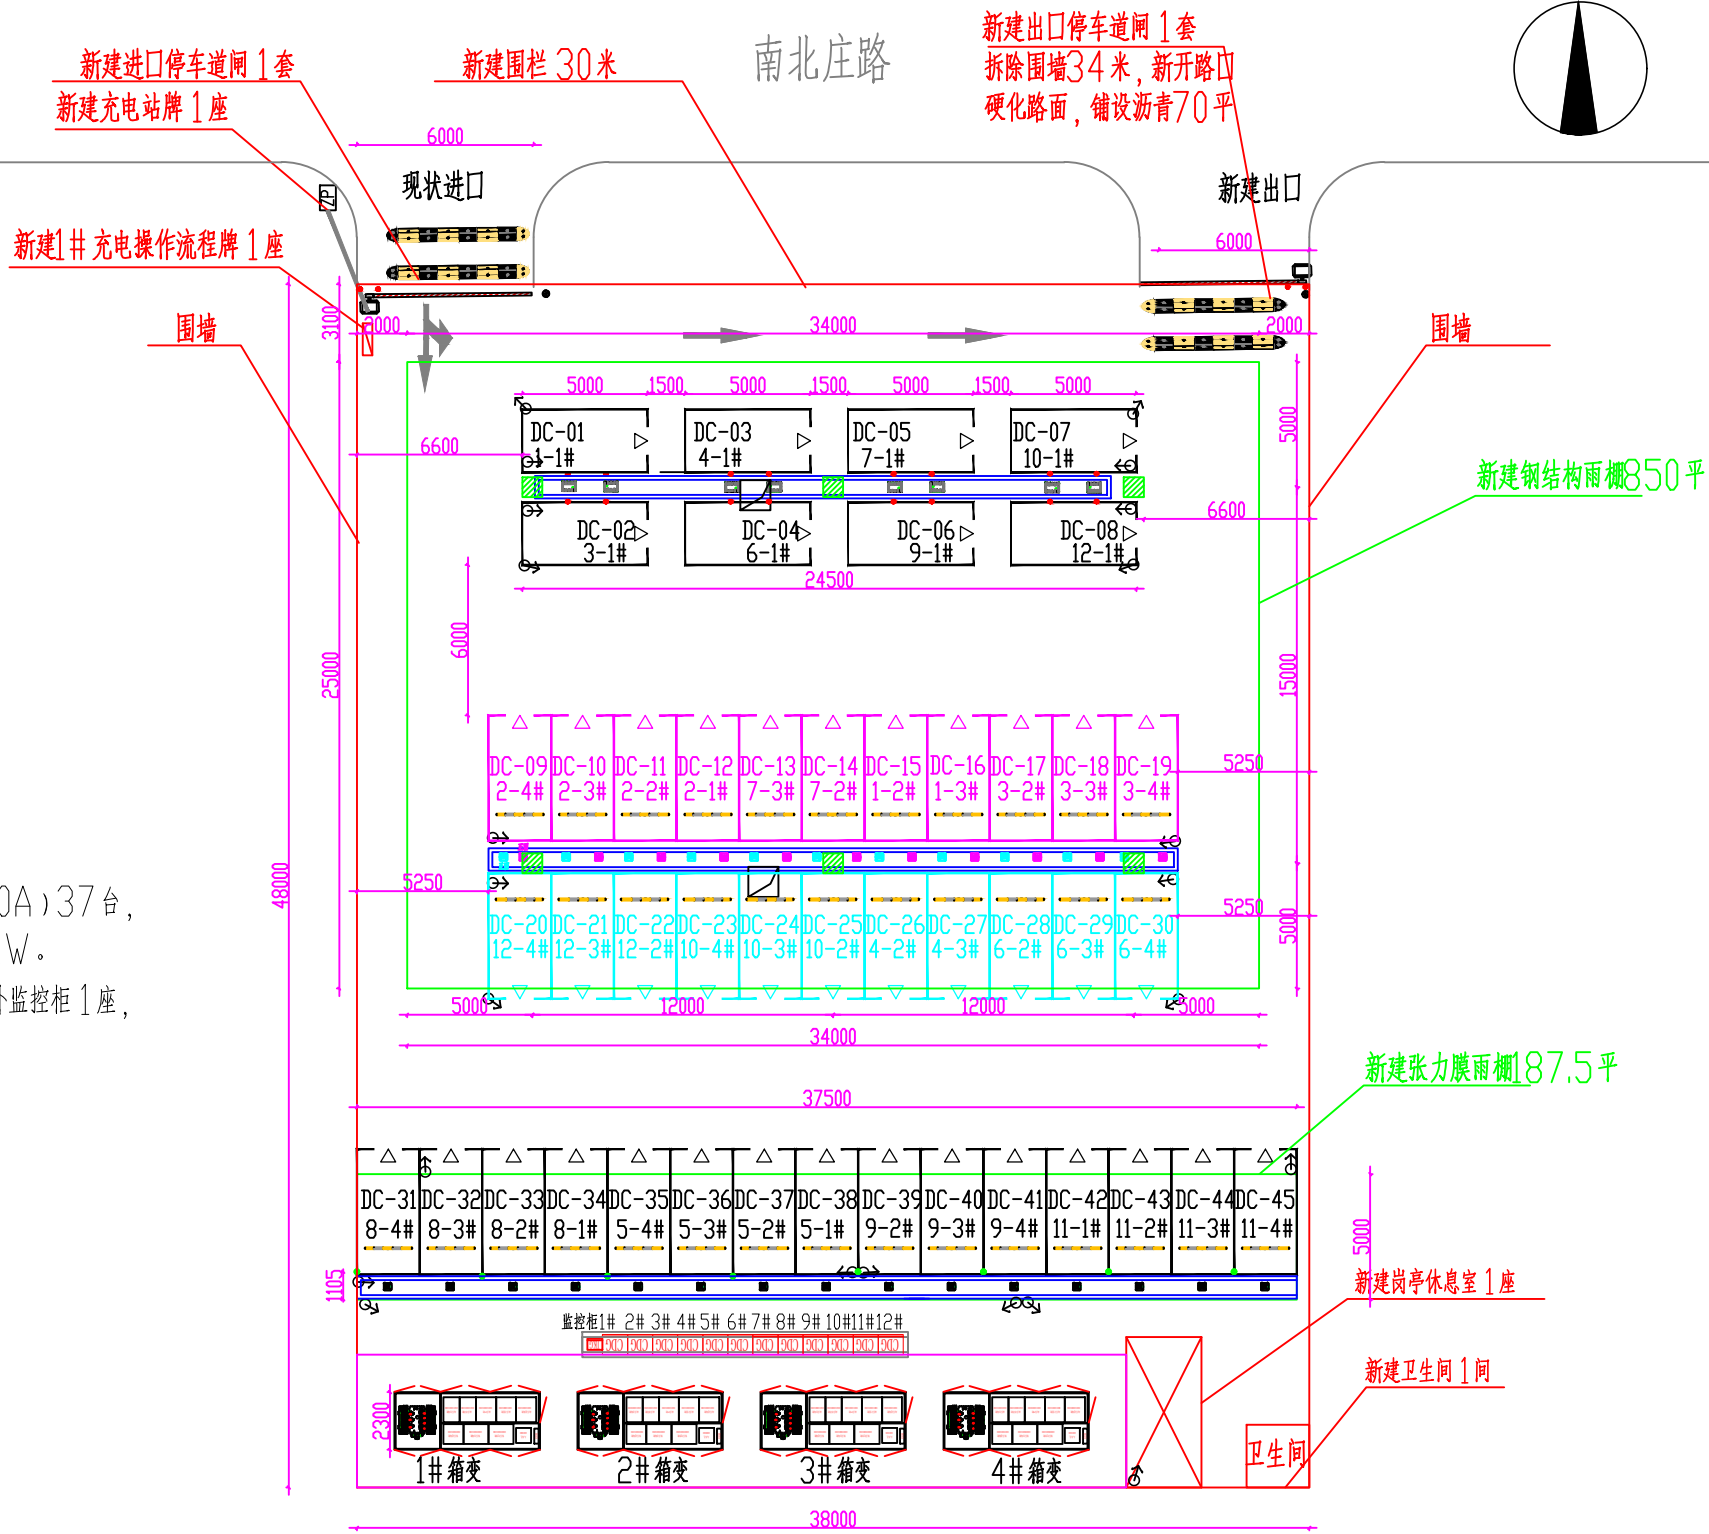 新建进口停车道闸 1套
新建充电站牌 1座
新建围栏 30米
南北庄路
新建出口停车道闸 1套
拆除围墙34米，新开路口
硬化路面，铺设沥青70平
6000
现状进口
新建出口
ZP
6000
新建1#充电操作流程牌 1座
围墙
3100
2000
34000
2000
围墙
5000
1500
5000
1500
5000
1500
5000
5000
DC-01
1-1#
DC-03
4-1#
DC-05
7-1#
DC-07
10-1#
6600
新建钢结构雨棚850平
6600
DC-02
3-1#
DC-04
6-1#
DC-06
9-1#
DC-08
12-1#
24500
6000
25000
15000
DC-09
2-4#
DC-10
2-3#
DC-11
2-2#
DC-12
2-1#
DC-13
7-3#
DC-14
7-2#
DC-15
1-2#
DC-16
1-3#
DC-17
3-2#
DC-18
3-3#
DC-19
3-4#
5250
48000
5250
5250
5000
DC-20
12-4#
DC-21
12-3#
DC-22
12-2#
DC-23
10-4#
DC-24
10-3#
DC-25
10-2#
DC-26
4-2#
DC-27
4-3#
DC-28
6-2#
DC-29
6-3#
DC-30
6-4#
0A)37台，
W。
监控柜 1座，
5000
12000
12000
5000
34000
新建张力膜雨棚187.5平
37500
DC-31
8-4#
DC-32
8-3#
DC-33
8-2#
DC-34
8-1#
DC-35
5-4#
DC-36
5-3#
DC-37
5-2#
DC-38
5-1#
DC-39
9-2#
DC-40
9-3#
DC-41
9-4#
DC-42
11-1#
DC-43
11-2#
DC-44
11-3#
DC-45
11-4#
5000
1105
新建岗亭休息室 1座
监控柜1# 2# 3# 4# 5# 6# 7# 8# 9# 10#11#12#
新建卫生间 1间
2300
1#箱变
2#箱变
3#箱变
4#箱变
卫生间
38000